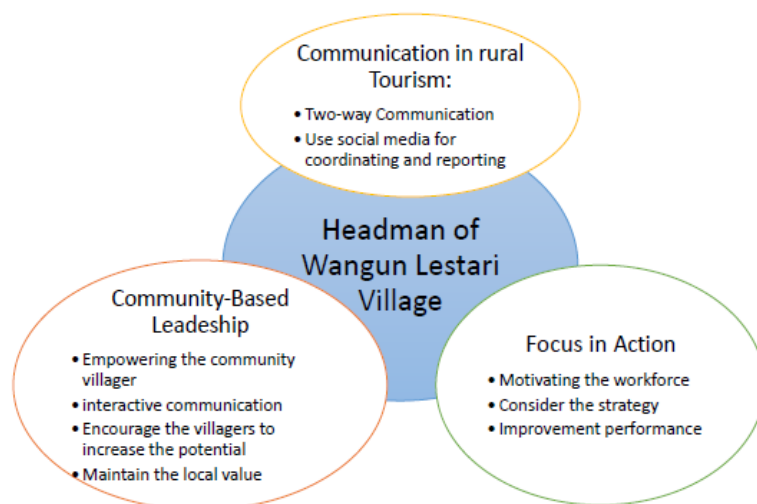 Communication in rural
Tourism:
• Two-way Communication
• Use social media for
coordinating and reporting
Headman of
Wangun Lestari
Village
Community-Based
Leadeship
• Empowering the community
villager
• interactive communication
• Encourage the villagers to
increase the potential
• Maintain the local value
Focus in Action
• Motivating the workforce
• Consider the strategy
• Improvement performance